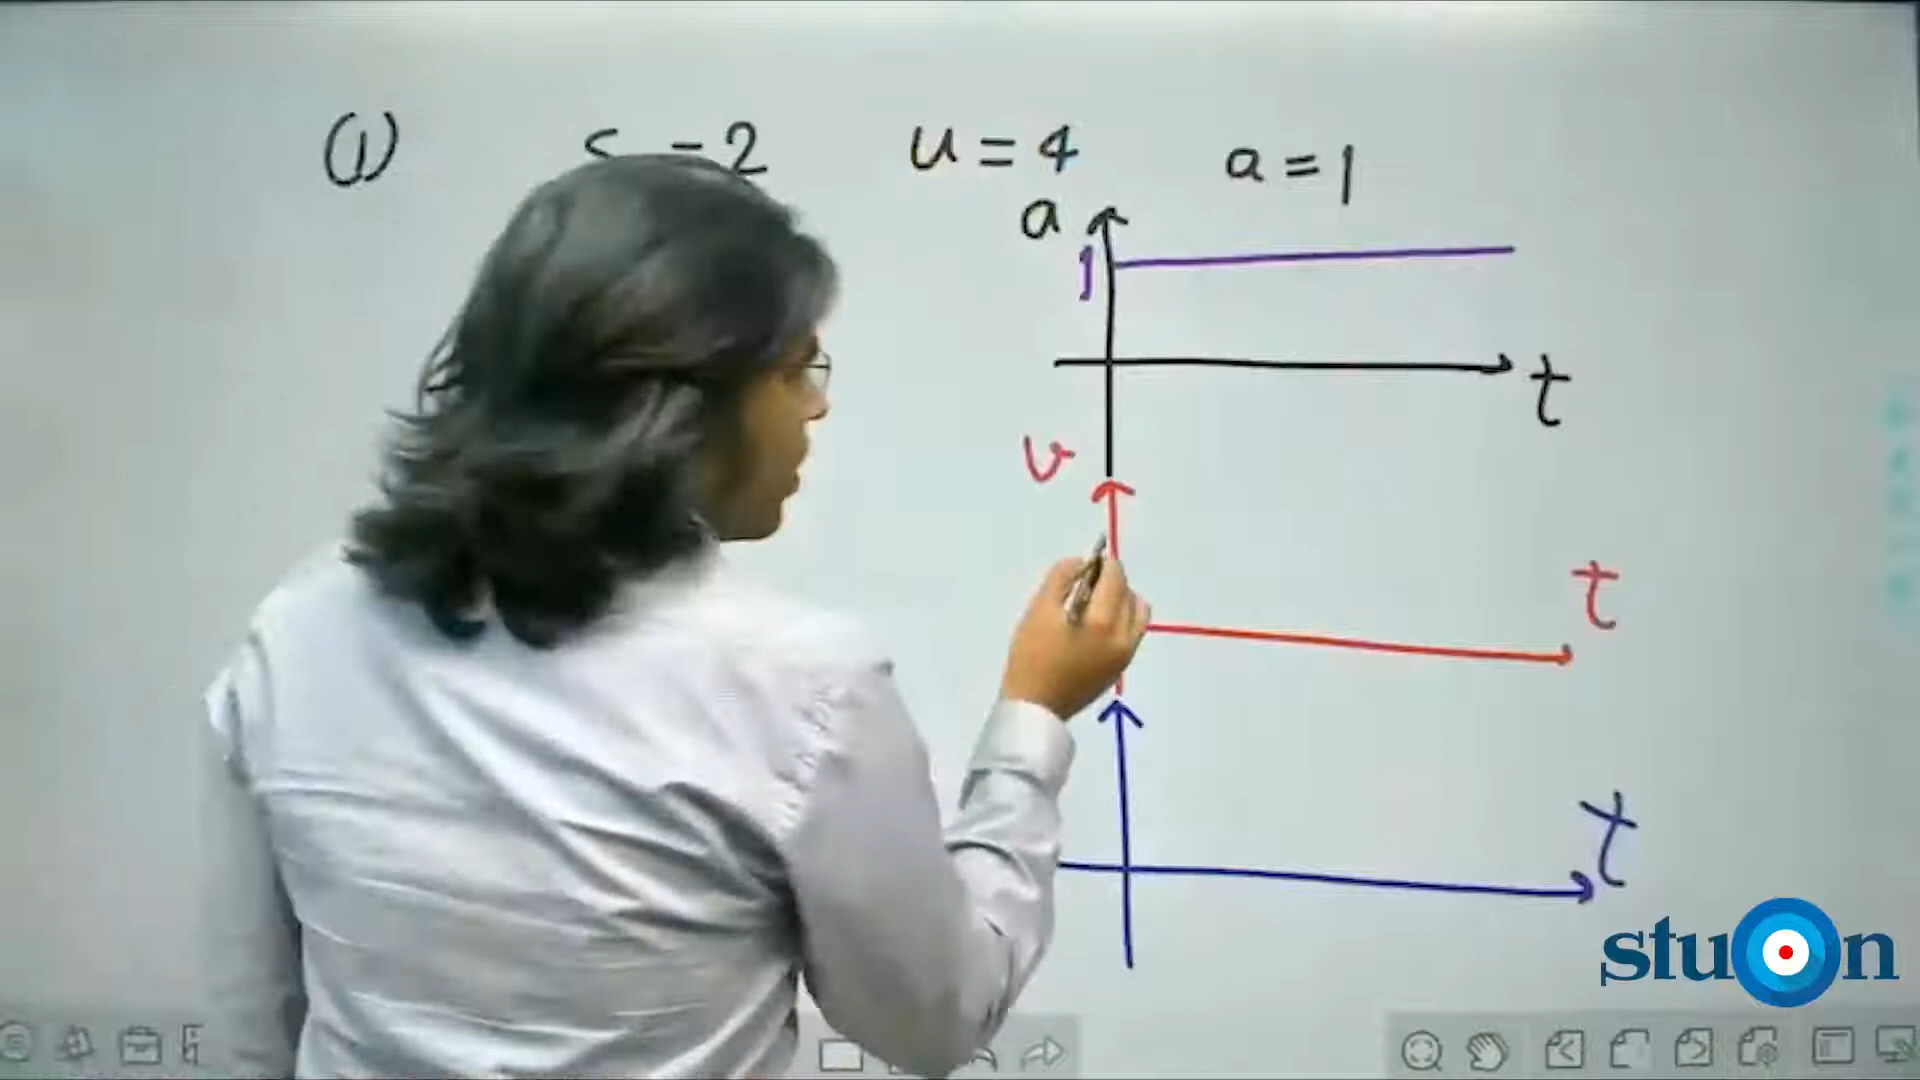 (1) = 2 u = 4 a = 1
a
1
t
v
t
t
stuOn